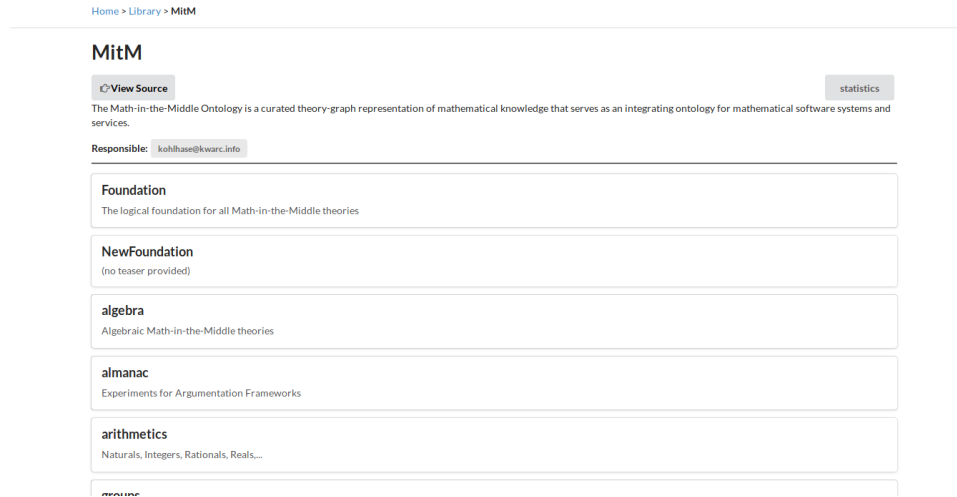 Home > Library > MitM
MitM
View Source
statistics
The Math-in-the-Middle Ontology is a curated theory-graph representation of mathematical knowledge that serves as an integrating ontology for mathematical software systems and
services.
Responsible: kohlhase@kwarc.info
Foundation
The logical foundation for all Math-in-the-Middle theories
NewFoundation
(no teaser provided)
algebra
Algebraic Math-in-the-Middle theories
almanac
Experiments for Argumentation Frameworks
arithmetics
Naturals, Integers, Rationals, Reals,...
groups